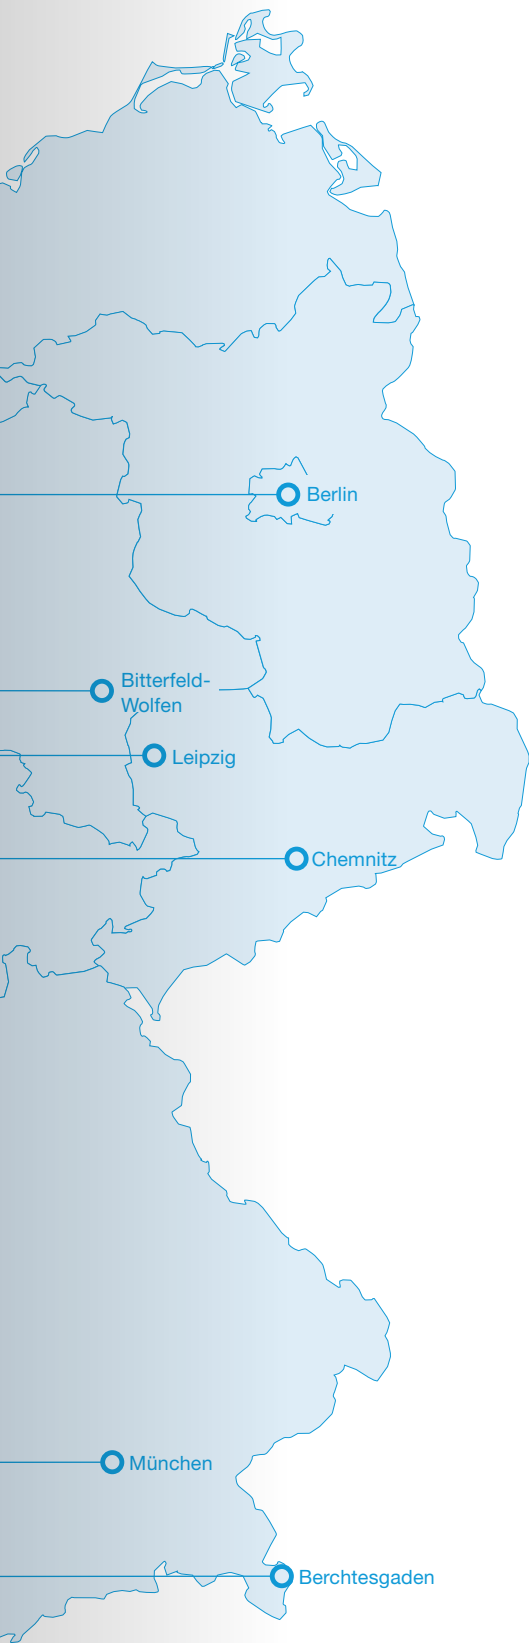 Berlin
Bitterfeld-
Wolfen
Leipzig
Chemnitz
München
Berchtesgaden